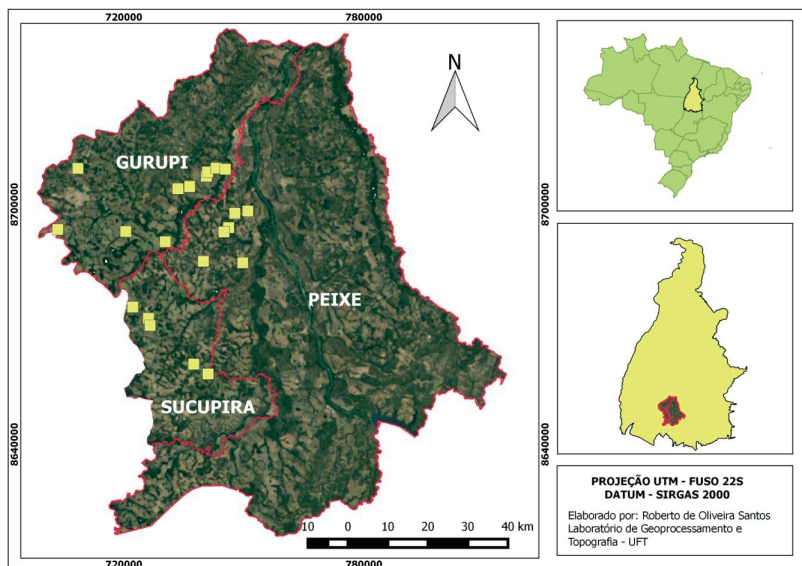 720000
780000
N
GURUPI
8700000
8700000
PEIXE
SUCUPIRA
8640000
8640000
10 0 10 20 30 40 km
720000
780000
PROJEÇÃO UTM - FUSO 22S
DATUM - SIRGAS 2000
Elaborado por: Roberto de Oliveira Santos
Laboratório de Geoprocessamento e
Topografia - UFT